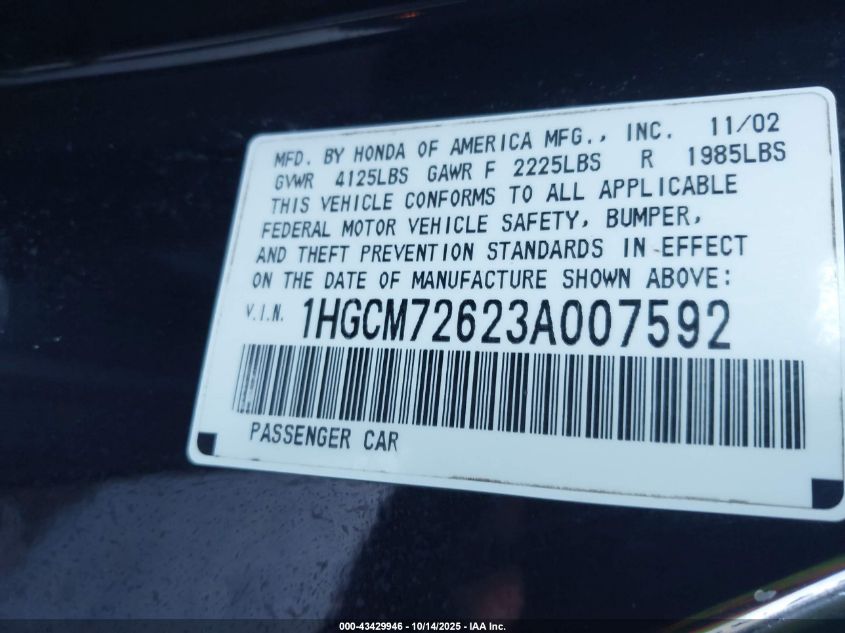 MFD. BY HONDA OF AMERICA MFG., INC. 11/02
GVWR 4125LBS GAWR F 2225LBS R 1985LBS
THIS VEHICLE CONFORMS TO ALL APPLICABLE
FEDERAL MOTOR VEHICLE SAFETY, BUMPER,
AND THEFT PREVENTION STANDARDS IN EFFECT
ON THE DATE OF MANUFACTURE SHOWN ABOVE:
V.I.N. 1HGCM72623A007592
PASSENGER CAR
000-43429946 - 10/14/2025 - IAA Inc.